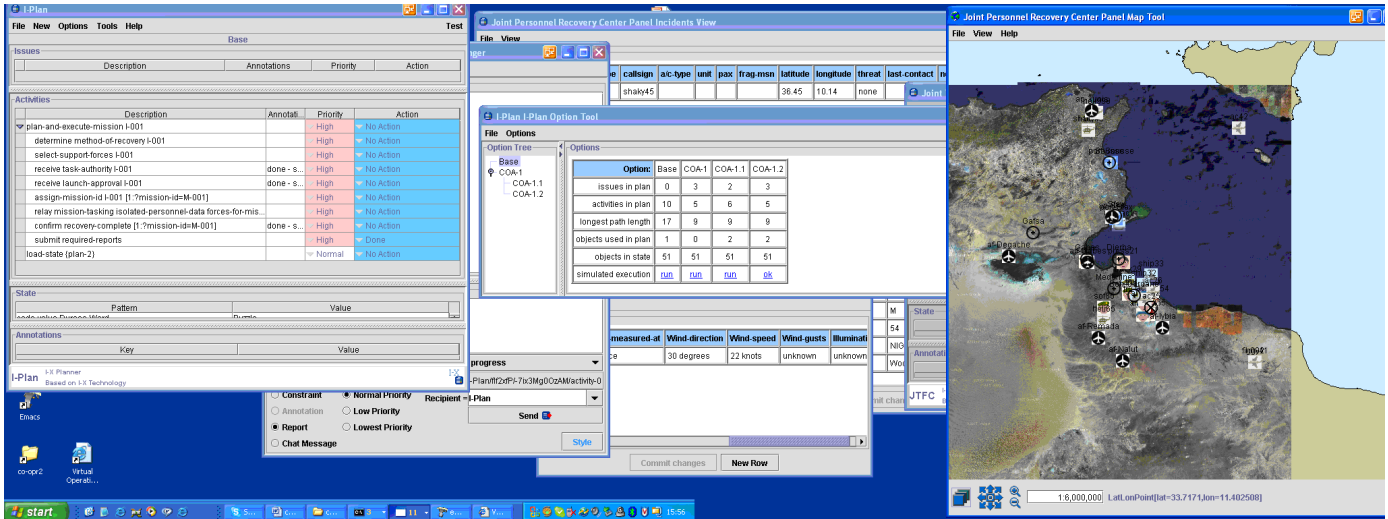 I-Plan
File New Options Tools Help Test
Base
Issues
Description Annotations Priority Action
Activities
Description Annotati... Priority Action
plan-and-execute-mission I-001 High No Action
determine method-of-recovery I-001 High No Action
select-support-forces I-001 High No Action
receive task-authority I-001 done - s... High No Action
receive launch-approval I-001 done - s... High No Action
assign-mission-id I-001 [1:?mission-id=M-001] High No Action
relay mission-tasking isolated-personnel-data forces-for-mis... High No Action
confirm recovery-complete [1:?mission-id=M-001] done - s... High No Action
submit required-reports High Done
load-state {plan-2} Normal No Action
State
Pattern Value
Annotations
Key Value
I-Plan I-X Planner
Based on I-X Technology
I-X
Emacs
co-opr2
Virtual
Operati...
start
15:56
Joint Personnel Recovery Center Panel Incidents View
File View
callsign a/c-type unit pax frag-msn latitude longitude threat last-contact
shaky45 36.45 10.14 none
Joint
I-Plan I-Plan Option Tool
File Options
Option Tree
Base
COA-1
COA-1.1
COA-1.2
Options
Option: Base COA-1 COA-1.1 COA-1.2
issues in plan 0 3 2 3
activities in plan 10 5 6 5
longest path length 17 9 9 9
objects used in plan 1 0 2 2
objects in state 51 51 51 51
simulated execution run run run ok
-measured-at Wind-direction Wind-speed Wind-gusts Illuminati
ce 30 degrees 22 knots unknown unknown
M
54
NIG
Wo
State
Annotati
JTFC
progress
Constraint Normal Priority
Recipient = I-Plan
Annotation Low Priority
Report Lowest Priority
Chat Message
Send
Style
Commit changes New Row
Joint Personnel Recovery Center Panel Map Tool
File View Help
Gafsa
af-Degache
ship33
af-Remada
af-Nalut
1:6,000,000 LatLonPoint[lat=33.7171,lon=11.402508]